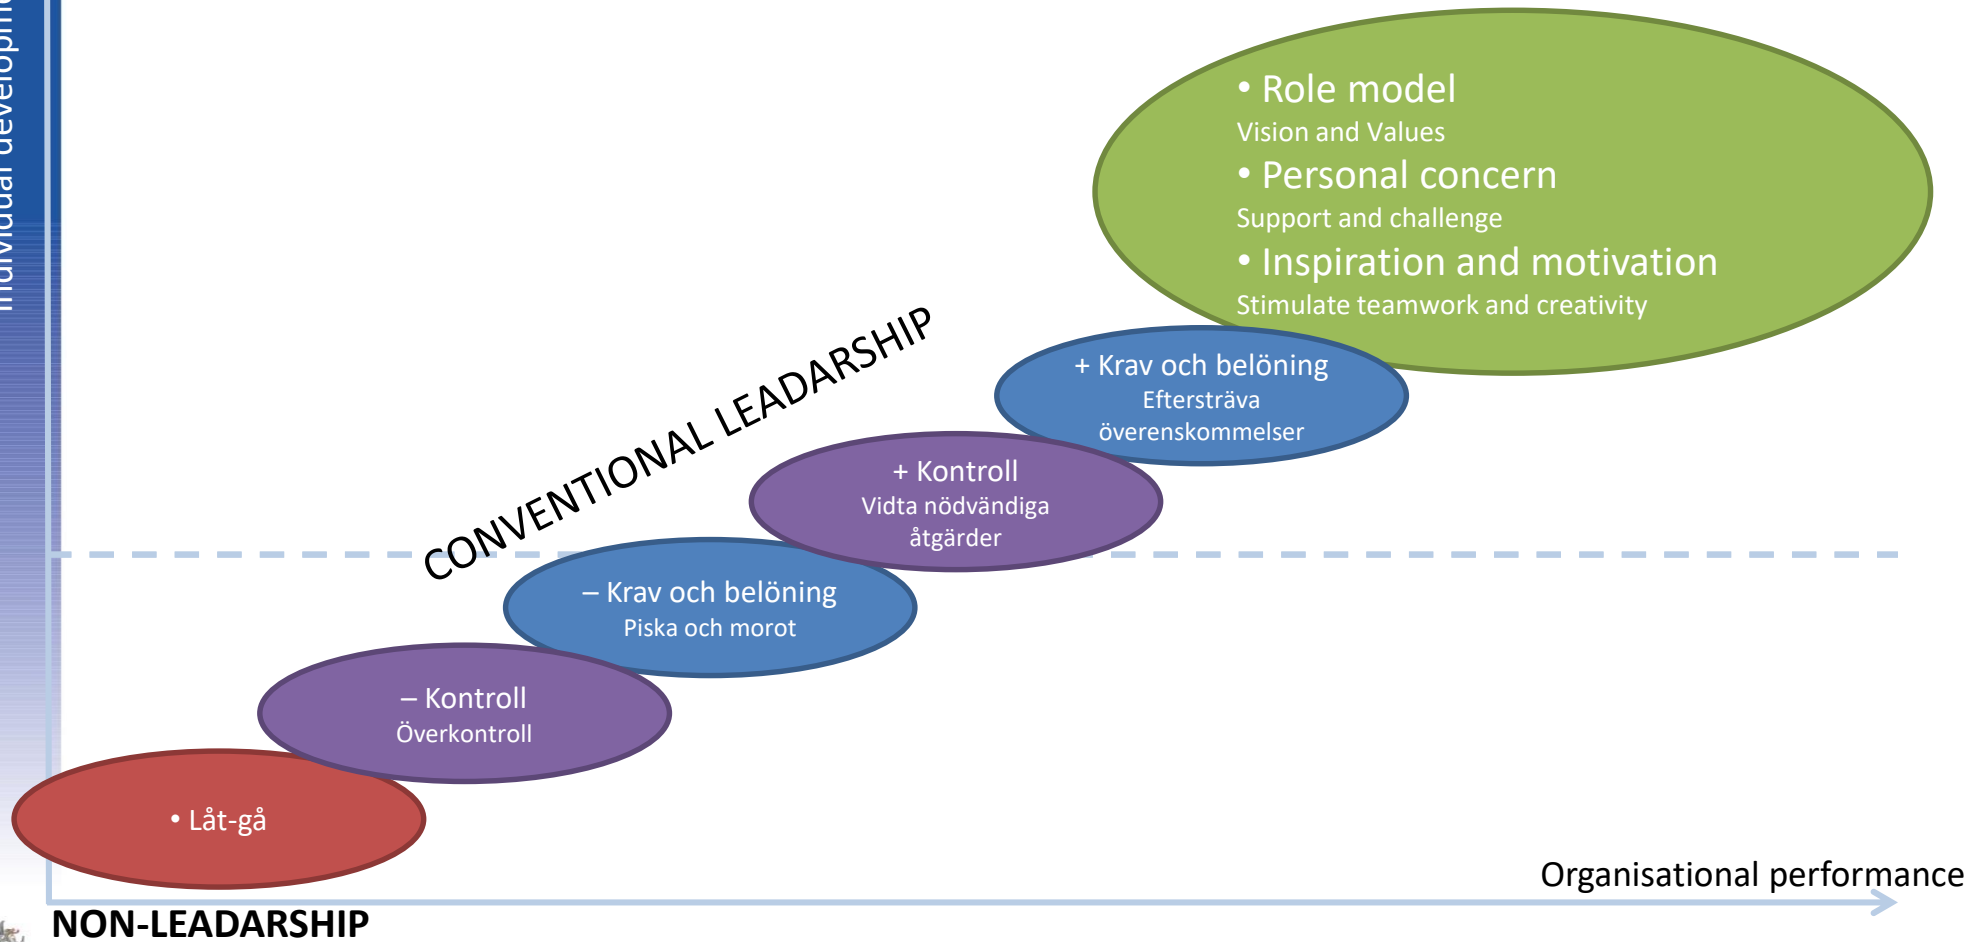 Individual
• Role model
Vision and Values
• Personal concern
Support and challenge
• Inspiration and motivation
Stimulate teamwork and creativity
CONVENTIONAL LEADARSHIP
+ Krav och belöning
Eftersträva
överenskommelser
+ Kontroll
Vidta nödvändiga
åtgärder
– Krav och belöning
Piska och morot
– Kontroll
Överkontroll
• Låt-gå
Organisational performance
NON-LEADARSHIP